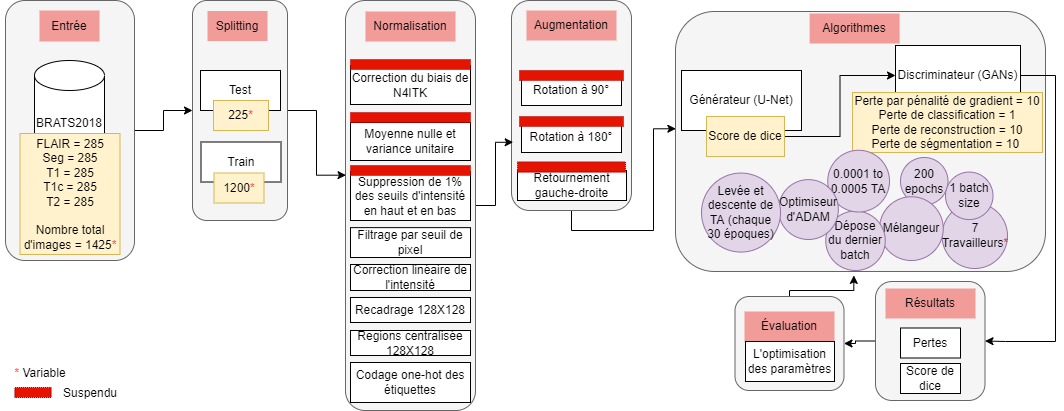 Entrée
BRATS2018
FLAIR = 285
Seg = 285
T1 = 285
T1c = 285
T2 = 285
Nombre total
d'images = 1425*
* Variable
Suspendu
Splitting
Test
225*
Train
1200*
Normalisation
Correction du biais de
N4ITK
Moyenne nulle et
variance unitaire
Suppression de 1%
des seuils d'intensité
en haut et en bas
Filtrage par seuil de
pixel
Correction linéaire de
l'intensité
Recadrage 128X128
Regions centralisée
128X128
Codage one-hot des
étiquettes
Augmentation
Rotation à 90°
Rotation à 180°
Retournement
gauche-droite
Algorithmes
Générateur (U-Net)
Score de dice
Discriminateur (GANs)
Perte par pénalité de gradient = 10
Perte de classification = 1
Perte de reconstruction = 10
Perte de ségmentation = 10
Levée et
descente de
TA (chaque
30 époques)
Optimiseur
d'ADAM
0.0001 to
0.0005 TA
Dépose
du dernier
batch
Mélangeur
200
epochs
1 batch
size
7
Travailleurs*
Évaluation
L'optimisation
des paramètres
Résultats
Pertes
Score de
dice